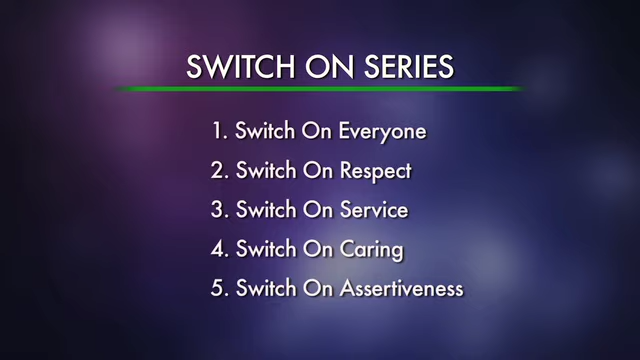 SWITCH ON SERIES
1. Switch On Everyone
2. Switch On Respect
3. Switch On Service
4. Switch On Caring
5. Switch On Assertiveness